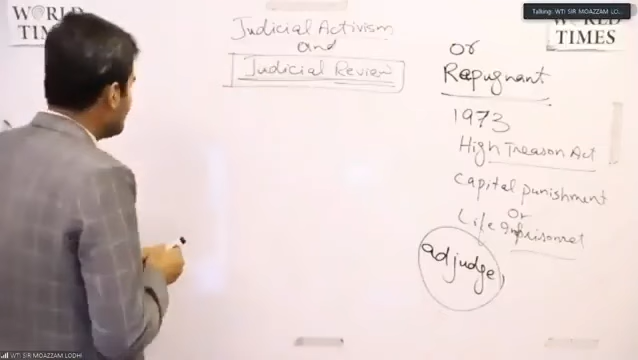 Talking: WTI SIR MOAZZAM LO...
WORLD
TIMES
WORLD
TIMES
Judicial Activism
and
Judicial Review
or
Repugnant
1973
High Treason Act
Capital punishment
Or
Life Imprisonment
adjudge
WTI SIR MOAZZAM LODHI